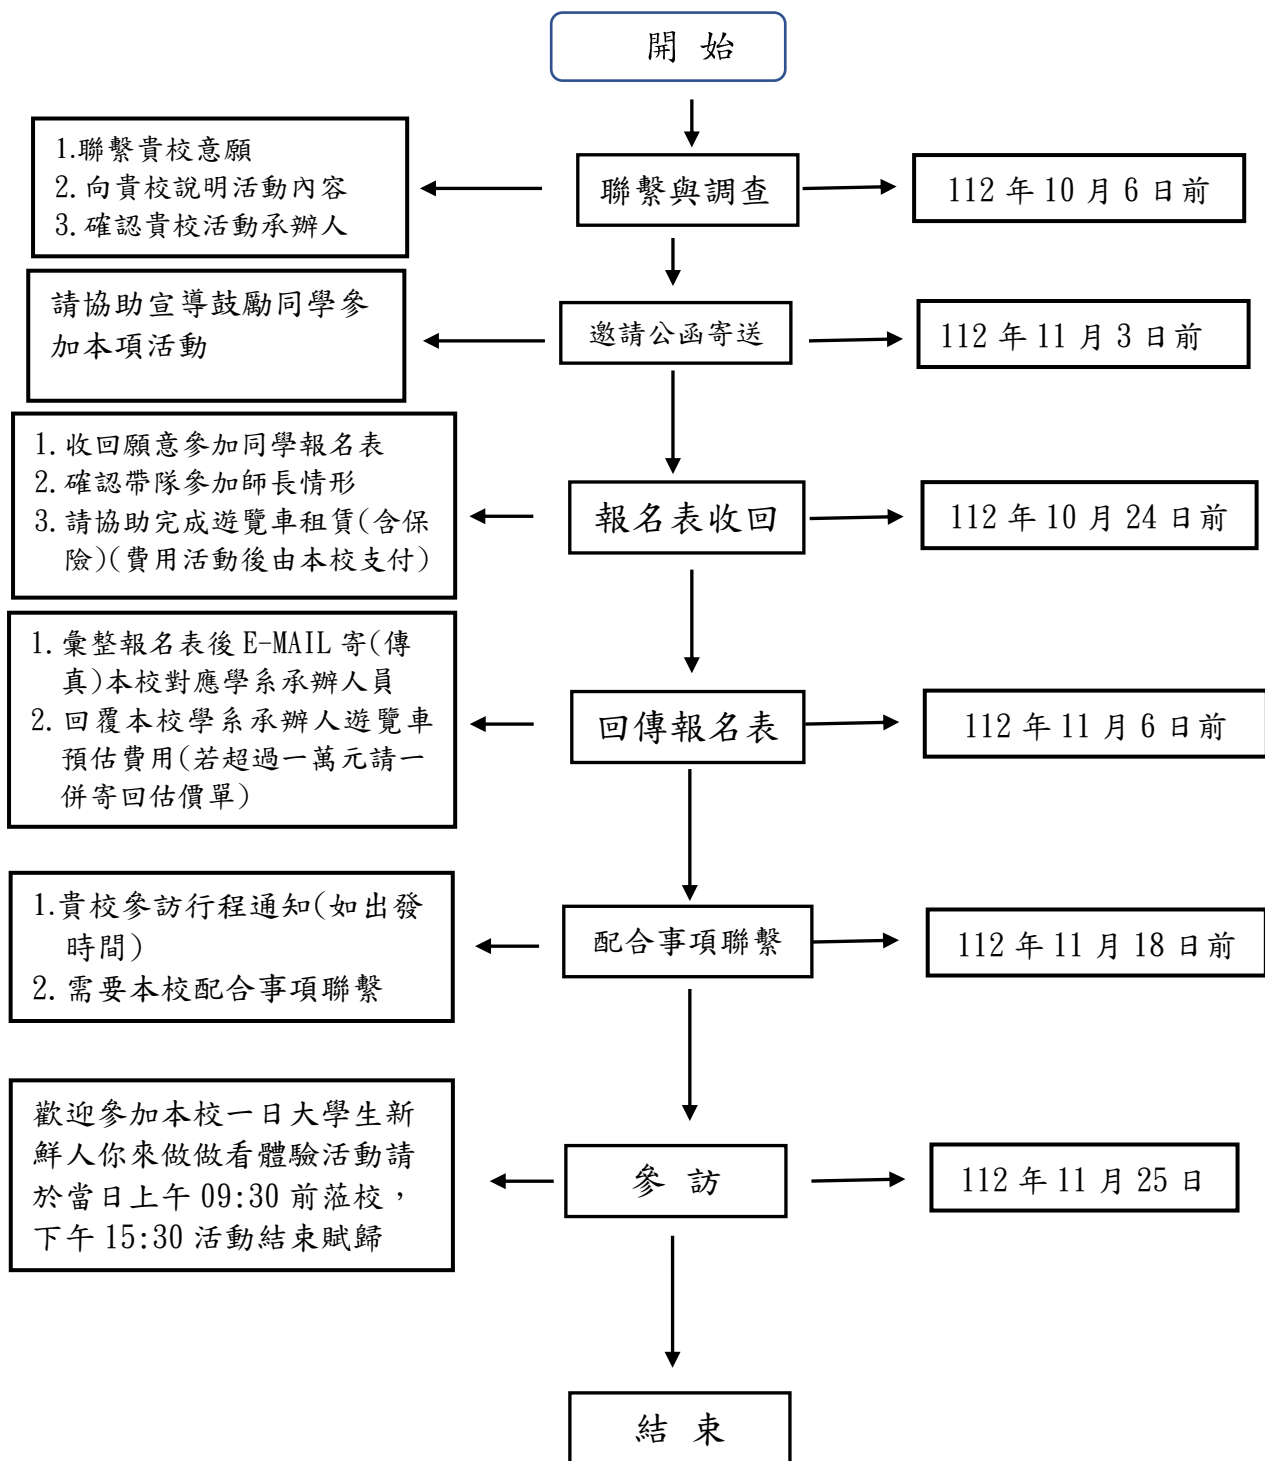 開 始
1.聯繫貴校意願
2.向貴校說明活動內容
3.確認貴校活動承辦人
聯繫與調查
112 年 10 月 6 日前
請協助宣導鼓勵同學參
加本項活動
邀請公函寄送
112 年 11 月 3 日前
1.收回願意參加同學報名表
2.確認帶隊參加師長情形
3.請協助完成遊覽車租賃(含保
險)(費用活動後由本校支付)
報名表收回
112 年 10 月 24 日前
1.彙整報名表後 E-MAIL 寄(傳
真)本校對應學系承辦人員
2.回覆本校學系承辦人遊覽車
預估費用(若超過一萬元請一
併寄回估價單)
回傳報名表
112 年 11 月 6 日前
1.貴校參訪行程通知(如出發
時間)
2.需要本校配合事項聯繫
配合事項聯繫
112 年 11 月 18 日前
歡迎參加本校一日大學生新
鮮人你來做做看體驗活動請
於當日上午 09:30 前蒞校，
下午 15:30 活動結束賦歸
參 訪
112 年 11 月 25 日
結 束